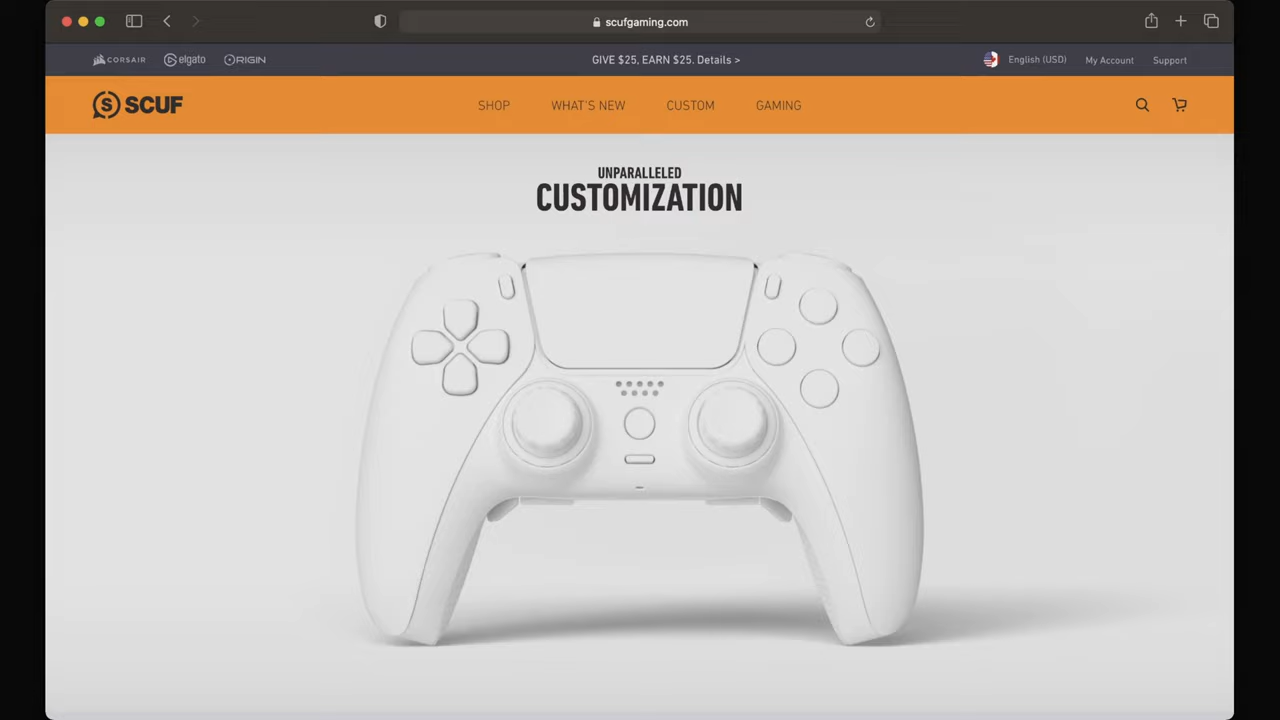 scufgaming.com
CORSAIR elgato ORIGIN GIVE $25, EARN $25. Details > English (USD) My Account Support
SCUF SHOP WHAT'S NEW CUSTOM GAMING
UNPARALLELED
CUSTOMIZATION